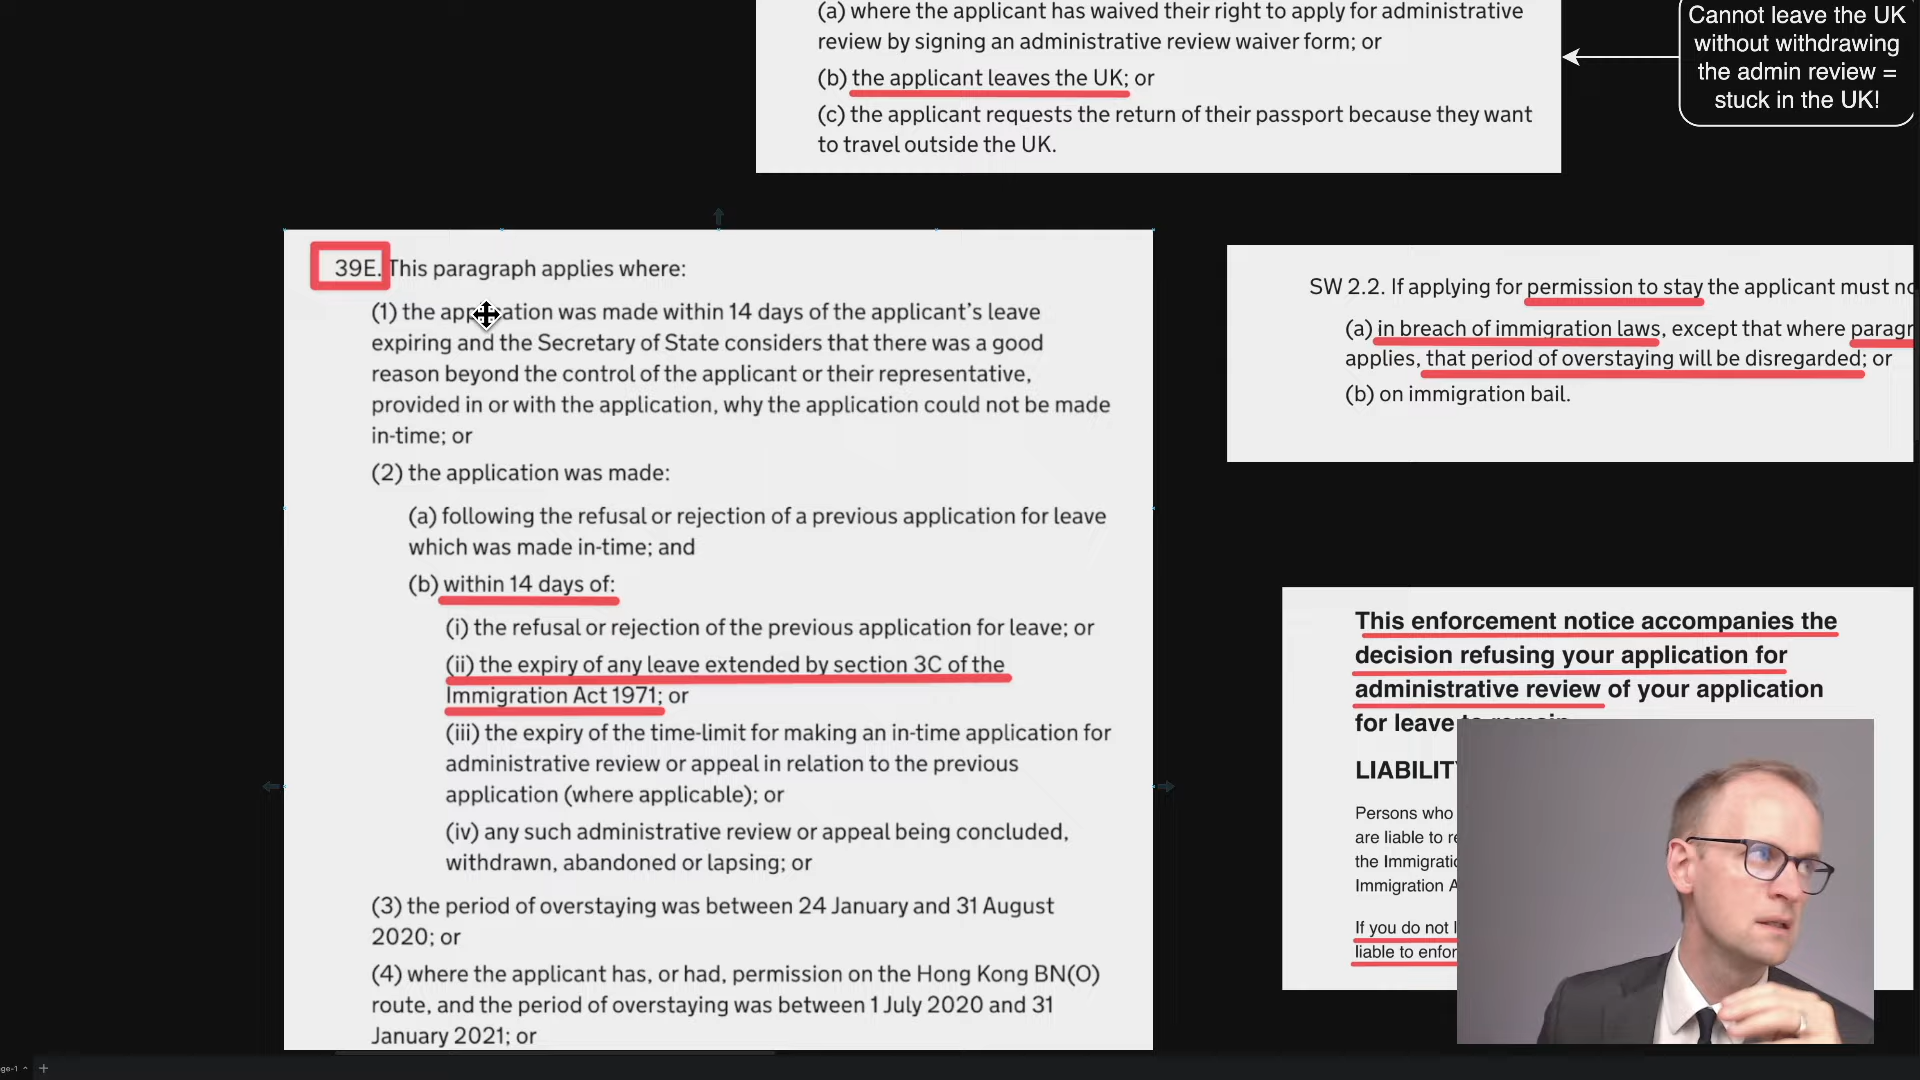 (a) where the applicant has waived their right to apply for administrative
review by signing an administrative review waiver form; or
(b) the applicant leaves the UK; or
(c) the applicant requests the return of their passport because they want
to travel outside the UK.
Cannot leave the UK
without withdrawing
the admin review =
stuck in the UK!
39E. This paragraph applies where:
(1) the application was made within 14 days of the applicant’s leave
expiring and the Secretary of State considers that there was a good
reason beyond the control of the applicant or their representative,
provided in or with the application, why the application could not be made
in-time; or
(2) the application was made:
(a) following the refusal or rejection of a previous application for leave
which was made in-time; and
(b) within 14 days of:
(i) the refusal or rejection of the previous application for leave; or
(ii) the expiry of any leave extended by section 3C of the
Immigration Act 1971; or
(iii) the expiry of the time-limit for making an in-time application for
administrative review or appeal in relation to the previous
application (where applicable); or
(iv) any such administrative review or appeal being concluded,
withdrawn, abandoned or lapsing; or
(3) the period of overstaying was between 24 January and 31 August
2020; or
(4) where the applicant has, or had, permission on the Hong Kong BN(O)
route, and the period of overstaying was between 1 July 2020 and 31
January 2021; or
SW 2.2. If applying for permission to stay the applicant must no
(a) in breach of immigration laws, except that where paragr
applies, that period of overstaying will be disregarded; or
(b) on immigration bail.
This enforcement notice accompanies the
decision refusing your application for
administrative review of your application
for leave to remain
LIABILIT
Persons who
are liable to re
the Immigratio
Immigration A
If you do not l
liable to enfor
ge-1